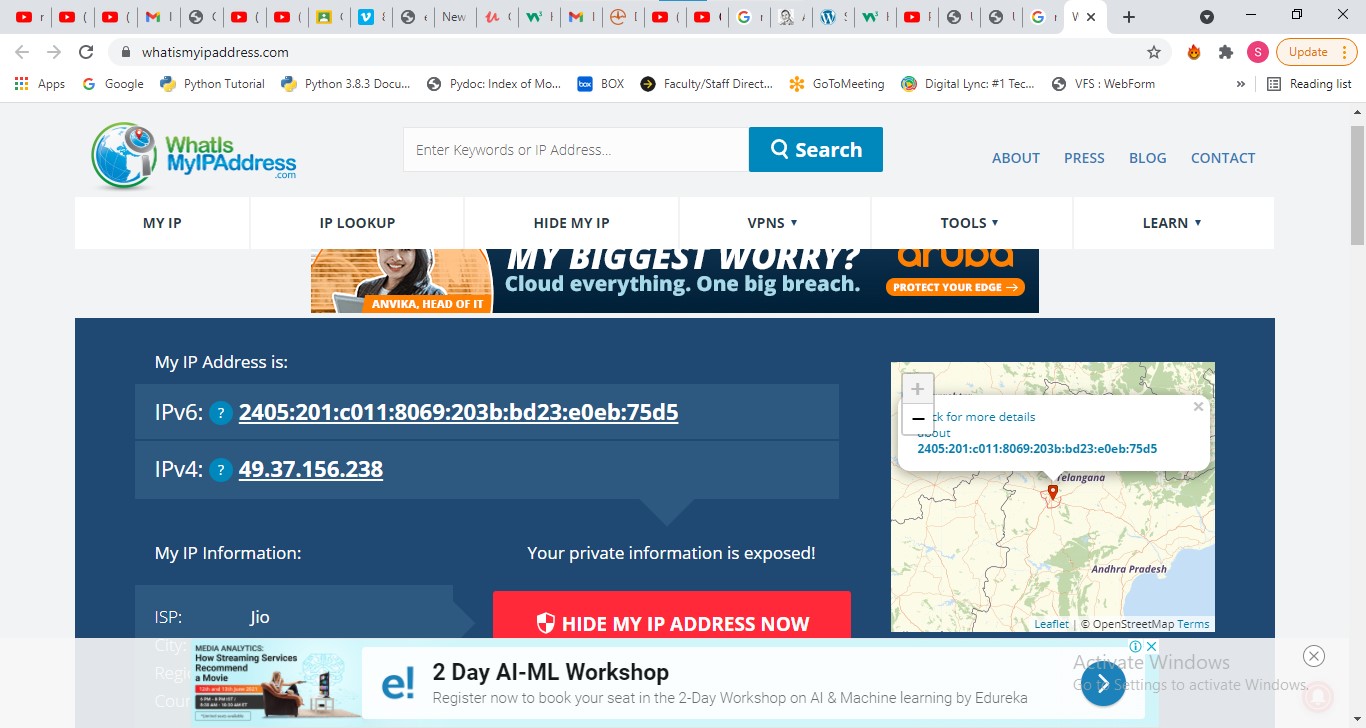 New
whatismyipaddress.com
S
Update
Apps
Google
Python Tutorial
Python 3.8.3 Docu...
Pydoc: Index of Mo...
box
BOX
Faculty/Staff Direct...
GoToMeeting
Digital Lync: #1 Tec...
VFS : WebForm
»
Reading list
WhatIs
MyIPAddress
.com
Enter Keywords or IP Address...
Search
ABOUT
PRESS
BLOG
CONTACT
MY IP
IP LOOKUP
HIDE MY IP
VPNS
TOOLS
LEARN
MY BIGGEST WORRY?
Cloud everything. One big breach.
ANVIKA, HEAD OF IT
aruba
PROTECT YOUR EDGE →
My IP Address is:
IPv6: ? 2405:201:c011:8069:203b:bd23:e0eb:75d5
IPv4: ? 49.37.156.238
+
−
ck for more details
about
2405:201:c011:8069:203b:bd23:e0eb:75d5
Telangana
Andhra Pradesh
Leaflet | © OpenStreetMap Terms
My IP Information:
Your private information is exposed!
ISP: Jio
HIDE MY IP ADDRESS NOW
City:
Regi
Cour
MEDIA ANALYTICS:
How Streaming Services
Recommend
a Movie
12th and 13th June 2021
e!
2 Day AI-ML Workshop
Register now to book your seat in the 2-Day Workshop on AI & Machine learning by Edureka
Activate Windows
Go to Settings to activate Windows.